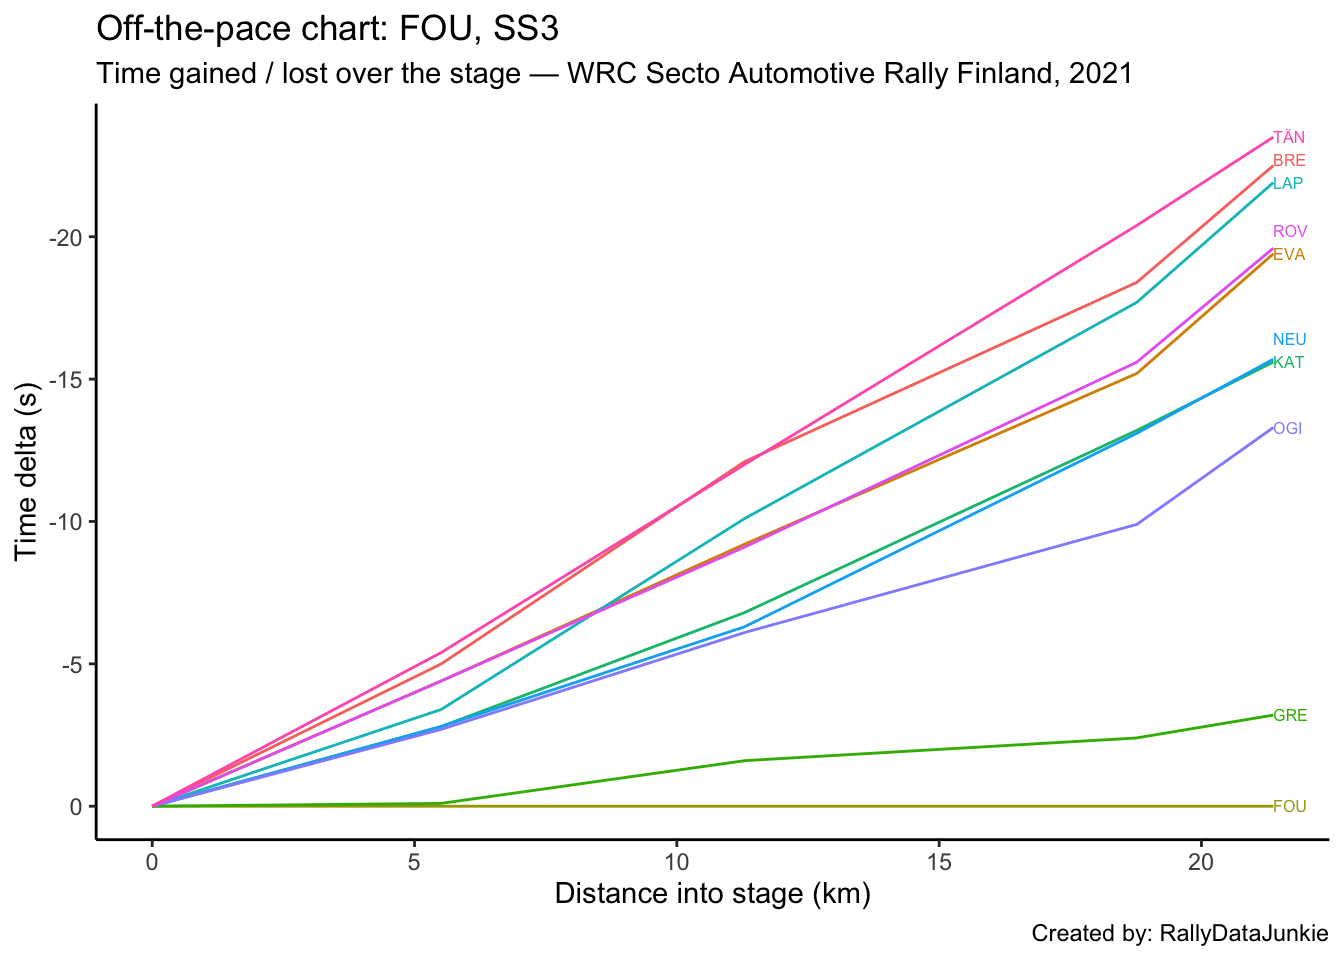 Off-the-pace chart: FOU, SS3
Time gained / lost over the stage — WRC Secto Automotive Rally Finland, 2021
TÄN
BRE
LAP
ROV
EVA
NEU
KAT
OGI
GRE
FOU
-20
-15
-10
-5
0
Time delta (s)
0 5 10 15 20
Distance into stage (km)
Created by: RallyDataJunkie